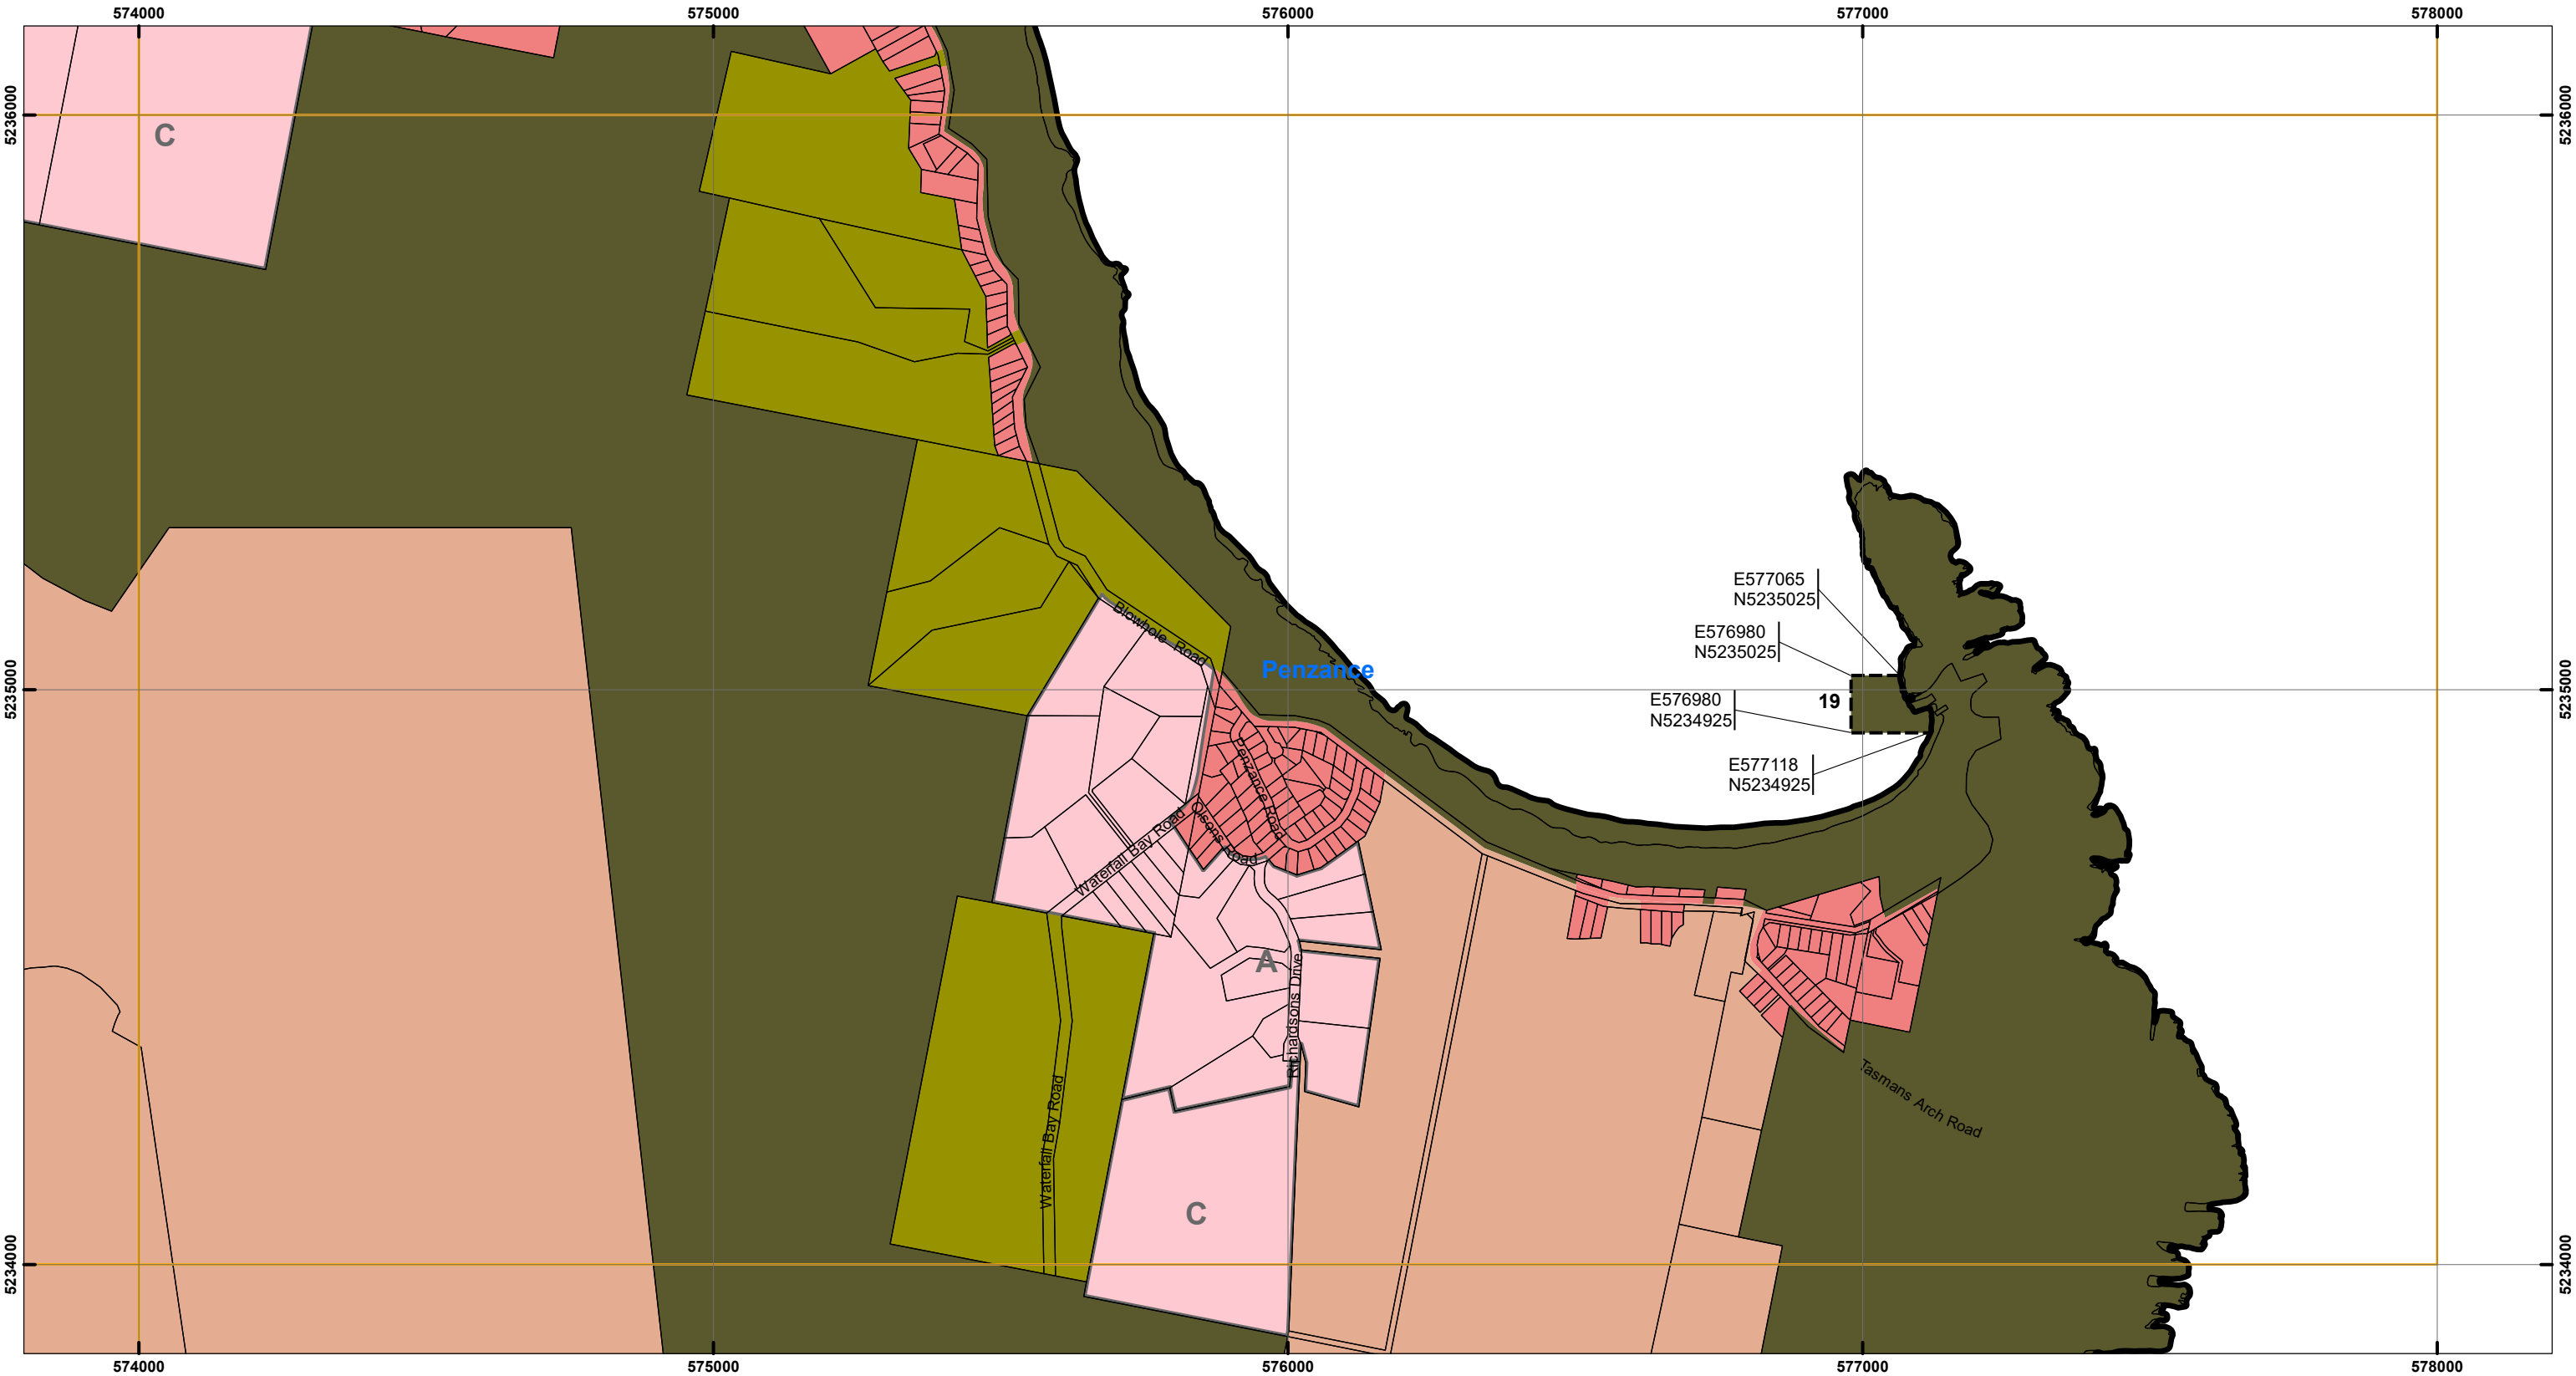 574000 575000 576000 577000 578000
5236000 5236000
C
Blowhole Road
E577065
N5235025
E576980
N5235025
Penzance
5235000 5235000
E576980
N5234925
19
E577118
N5234925
Penzance Road
Olsons Road
Waterfall Bay Road
A
Richardsons Drive
Waterfall Bay Road
Tasmans Arch Road
C
5234000 5234000
574000 575000 576000 577000 578000